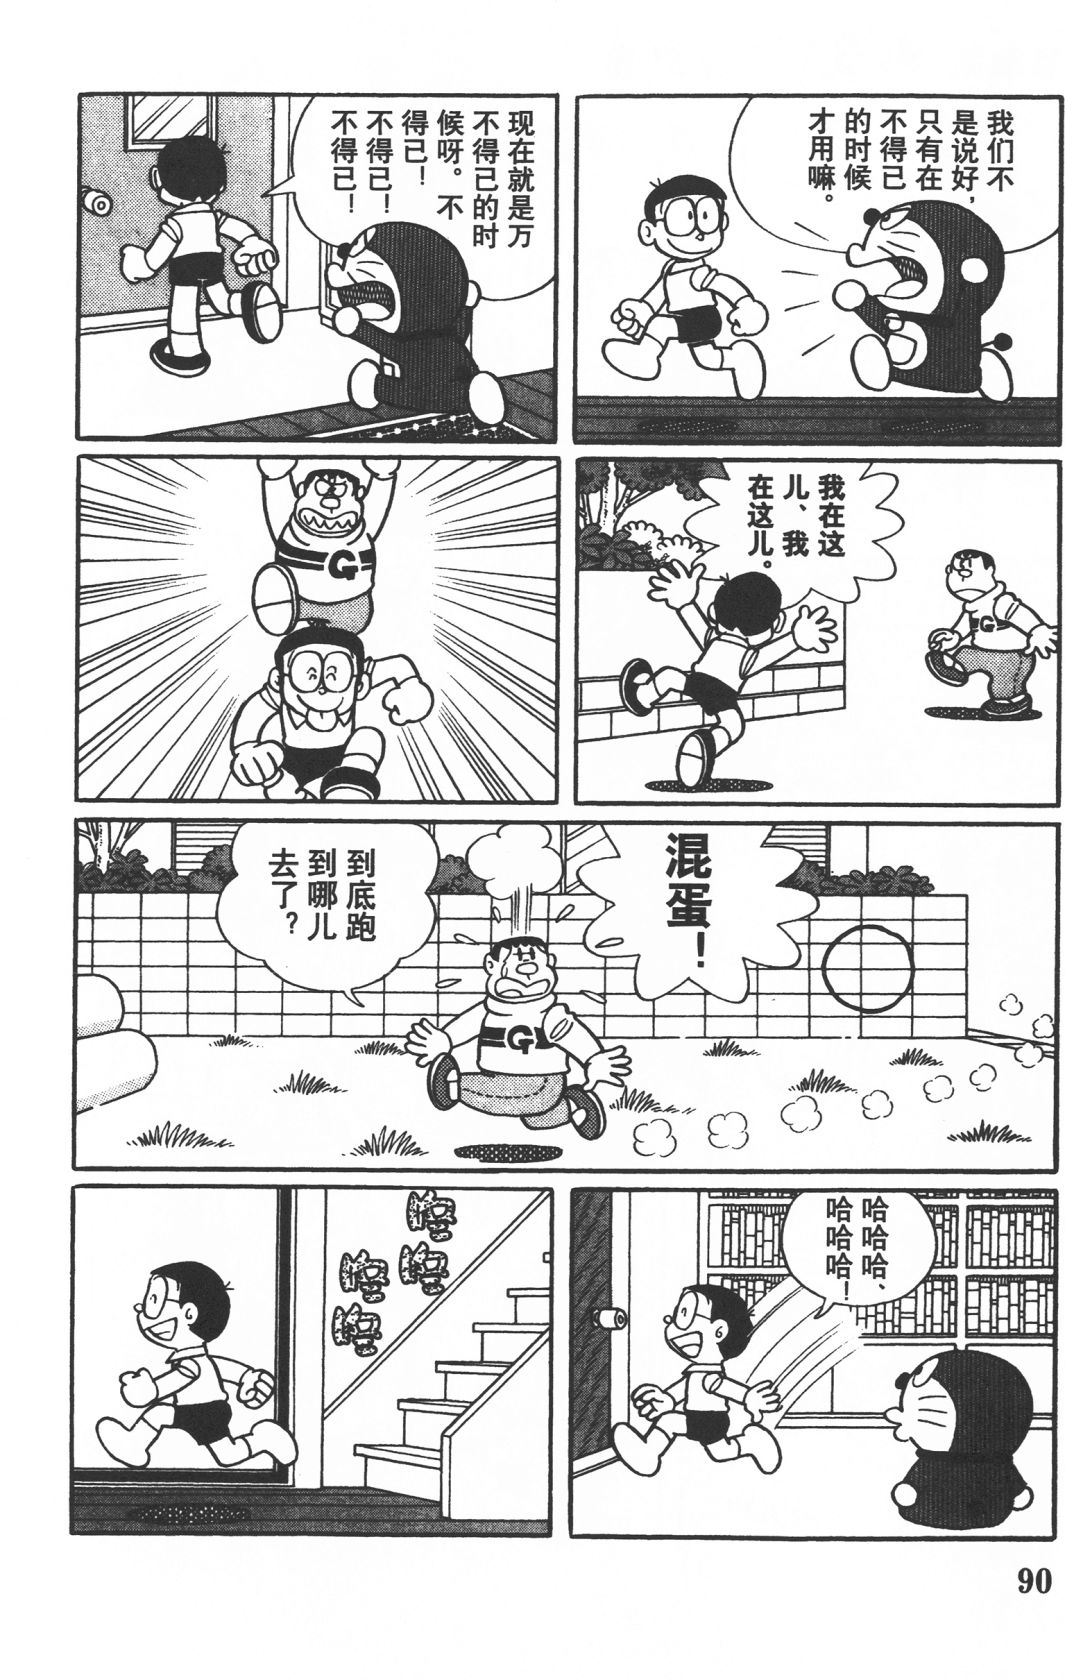 我们不
是说好，
只有在
不得已
的时候
才用嘛。
现在就是万
不得已的时
候呀。不
得已！
不得已！
不得已！
我在这
儿、我
在这儿。
G
G
混蛋！
到底跑
到哪儿
去了？
G
哈哈哈、
哈哈哈！
90